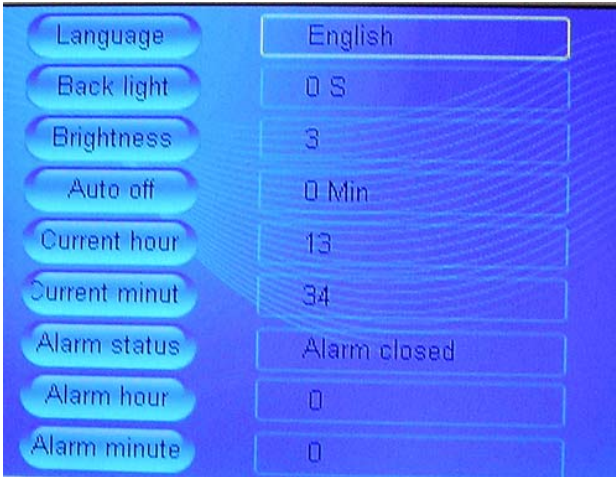 Language English
Back light 0 S
Brightness 3
Auto off 0 Min
Current hour 13
Current minut 34
Alarm status Alarm closed
Alarm hour 0
Alarm minute 0